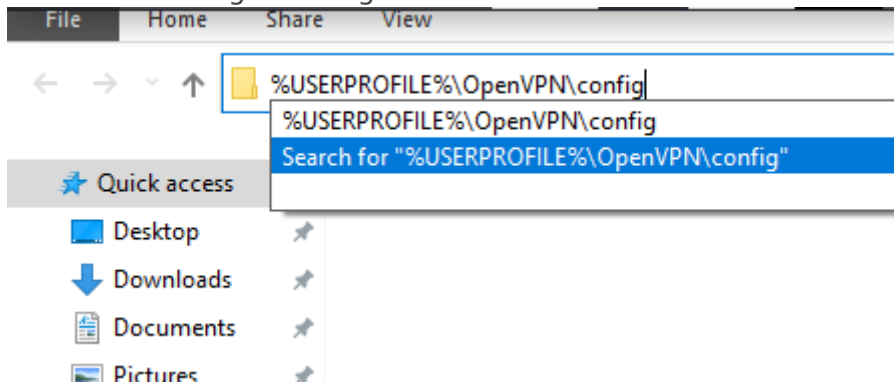 File Home Share View
%USERPROFILE%\OpenVPN\config
%USERPROFILE%\OpenVPN\config
Search for "%USERPROFILE%\OpenVPN\config"
Quick access
Desktop
Downloads
Documents
Pictures